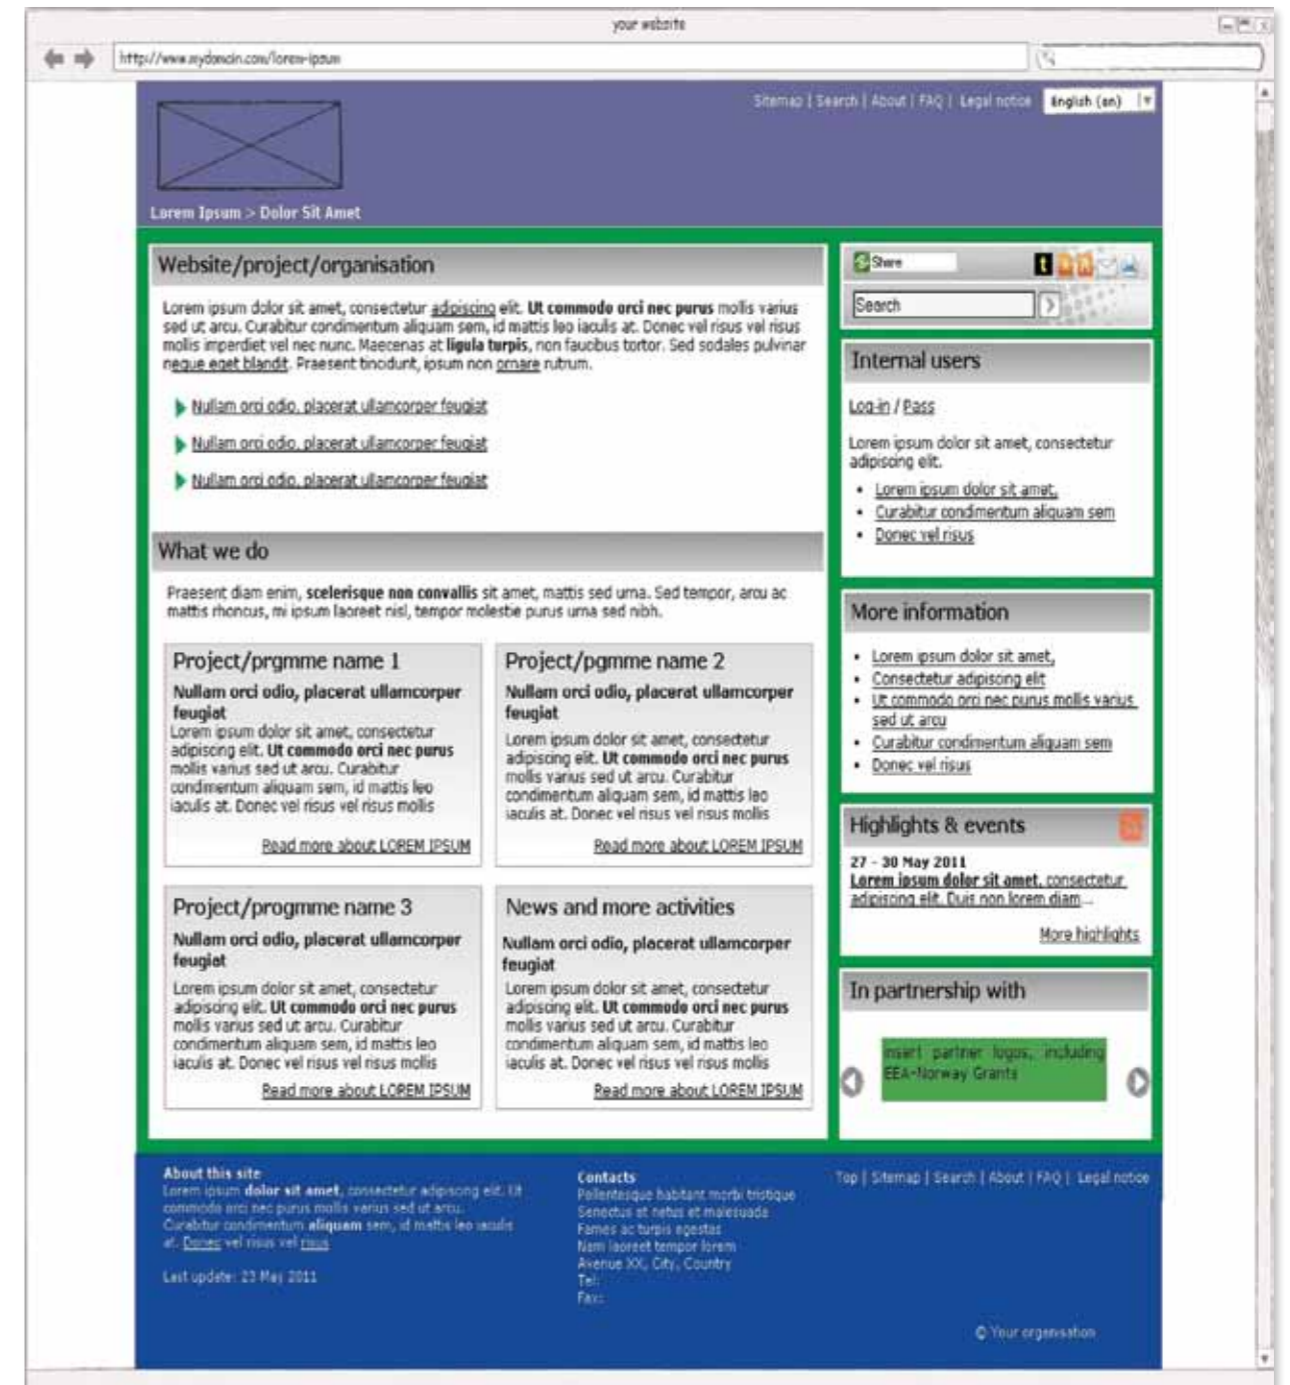 your website
http://www.mydomain.com/lorem-ipsum
Sitemap | Search | About | FAQ | Legal notice
English (en)
Lorem Ipsum > Dolor Sit Amet
Website/project/organisation
Lorem ipsum dolor sit amet, consectetur adipiscing elit. Ut commodo orci nec purus mollis varius
sed ut arcu. Curabitur condimentum aliquam sem, id mattis leo iaculis at. Donec vel risus vel risus
mollis imperdiet vel nec nunc. Maecenas at ligula turpis, non faucibus tortor. Sed sodales pulvinar
neque eget blandit. Praesent tincidunt, ipsum non ornare rutrum.
Nullam orci odio, placerat ullamcorper feugiat
Nullam orci odio, placerat ullamcorper feugiat
Nullam orci odio, placerat ullamcorper feugiat
What we do
Praesent diam enim, scelerisque non convallis sit amet, mattis sed urna. Sed tempor, arcu ac
mattis rhoncus, mi ipsum laoreet nisl, tempor molestie purus urna sed nibh.
Project/prgmme name 1
Nullam orci odio, placerat ullamcorper
feugiat
Lorem ipsum dolor sit amet, consectetur
adipiscing elit. Ut commodo orci nec purus
mollis varius sed ut arcu. Curabitur
condimentum aliquam sem, id mattis leo
iaculis at. Donec vel risus vel risus mollis
Read more about LOREM IPSUM
Project/pgmme name 2
Nullam orci odio, placerat ullamcorper
feugiat
Lorem ipsum dolor sit amet, consectetur
adipiscing elit. Ut commodo orci nec purus
mollis varius sed ut arcu. Curabitur
condimentum aliquam sem, id mattis leo
iaculis at. Donec vel risus vel risus mollis
Read more about LOREM IPSUM
Project/progmme name 3
Nullam orci odio, placerat ullamcorper
feugiat
Lorem ipsum dolor sit amet, consectetur
adipiscing elit. Ut commodo orci nec purus
mollis varius sed ut arcu. Curabitur
condimentum aliquam sem, id mattis leo
iaculis at. Donec vel risus vel risus mollis
Read more about LOREM IPSUM
News and more activities
Nullam orci odio, placerat ullamcorper
feugiat
Lorem ipsum dolor sit amet, consectetur
adipiscing elit. Ut commodo orci nec purus
mollis varius sed ut arcu. Curabitur
condimentum aliquam sem, id mattis leo
iaculis at. Donec vel risus vel risus mollis
Read more about LOREM IPSUM
Share
t
Search
Internal users
Log-in / Pass
Lorem ipsum dolor sit amet, consectetur
adipiscing elit.
• Lorem ipsum dolor sit amet,
• Curabitur condimentum aliquam sem
• Donec vel risus
More information
• Lorem ipsum dolor sit amet,
• Consectetur adipiscing elit
• Ut commodo orci nec purus mollis varius
sed ut arcu
• Curabitur condimentum aliquam sem
• Donec vel risus
Highlights & events
27 - 30 May 2011
Lorem ipsum dolor sit amet, consectetur
adipiscing elit. Duis non lorem diam...
More highlights
In partnership with
insert partner logos, including
EEA-Norway Grants
About this site
Lorem ipsum dolor sit amet, consectetur adipiscing elit. Ut
commodo orci nec purus mollis varius sed ut arcu.
Curabitur condimentum aliquam sem, id mattis leo iaculis
at. Donec vel risus vel risus
Last update: 23 May 2011
Contacts
Pellentesque habitant morbi tristique
Senectus et netus et malesuada
Fames ac turpis egestas
Nam laoreet tempor lorem
Avenue XX, City, Country
Tel:
Fax:
Top | Sitemap | Search | About | FAQ | Legal notice
© Your organisation